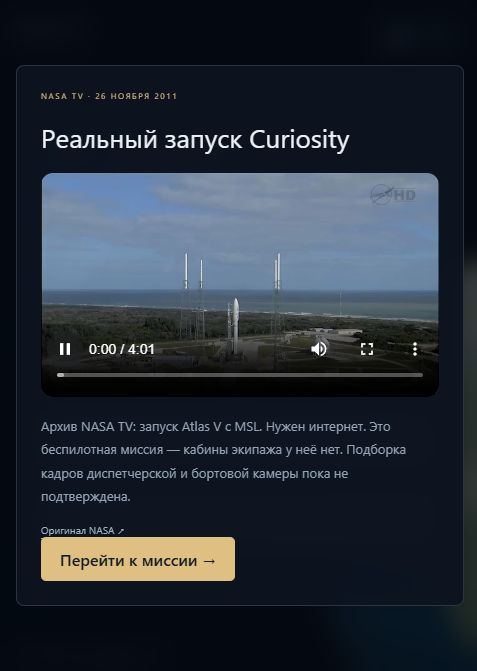 NASA TV · 26 НОЯБРЯ 2011
Реальный запуск Curiosity
HD
0:00 / 4:01
Архив NASA TV: запуск Atlas V с MSL. Нужен интернет. Это
беспилотная миссия — кабины экипажа у неё нет. Подборка
кадров диспетчерской и бортовой камеры пока не
подтверждена.
Оригинал NASA ↗
Перейти к миссии →